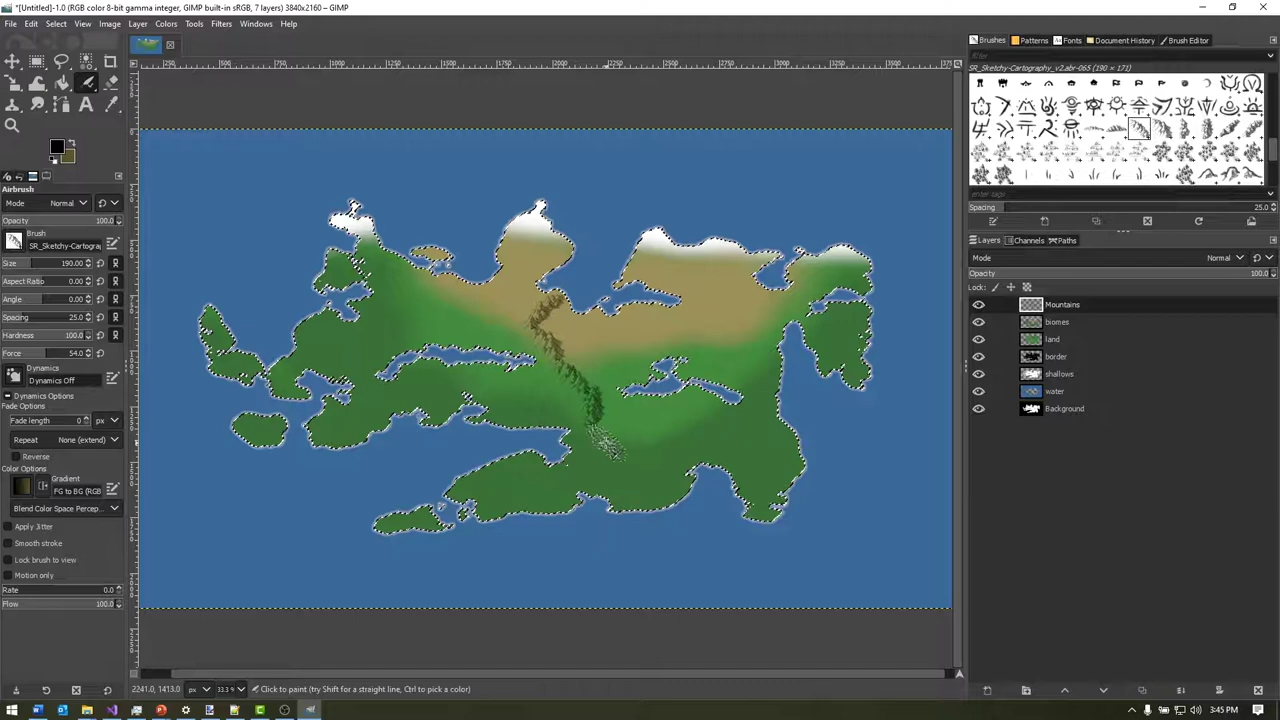 *[Untitled]-1.0 (RGB color 8-bit gamma integer, GIMP built-in sRGB, 7 layers) 3840x2160 – GIMP
File Edit Select View Image Layer Colors Tools Filters Windows Help
Brushes Patterns Fonts Document History Brush Editor
filter
SR_Sketchy-Cartography_v2.abr-065 (190 × 171)
Airbrush
Mode Normal
Opacity 100.0
Brush
SR_Sketchy-Cartogra
Size 190.00
Aspect Ratio 0.00
Angle 0.00
Spacing 25.0
Hardness 100.0
Force 54.0
Dynamics
Dynamics Off
Dynamics Options
Fade Options
Fade length 0 px
Repeat None (extend)
Reverse
Color Options
Gradient
FG to BG (RGB
Blend Color Space Percep...
Apply Jitter
Smooth stroke
Lock brush to view
Motion only
Rate 0.0
Flow 100.0
enter tags
Spacing 25.0
Layers Channels Paths
Mode Normal
Opacity 100.0
Lock:
Mountains
biomes
land
border
shallows
water
Background
2241.0, 1413.0 px 33.3 % Click to paint (try Shift for a straight line, Ctrl to pick a color)
3:45 PM